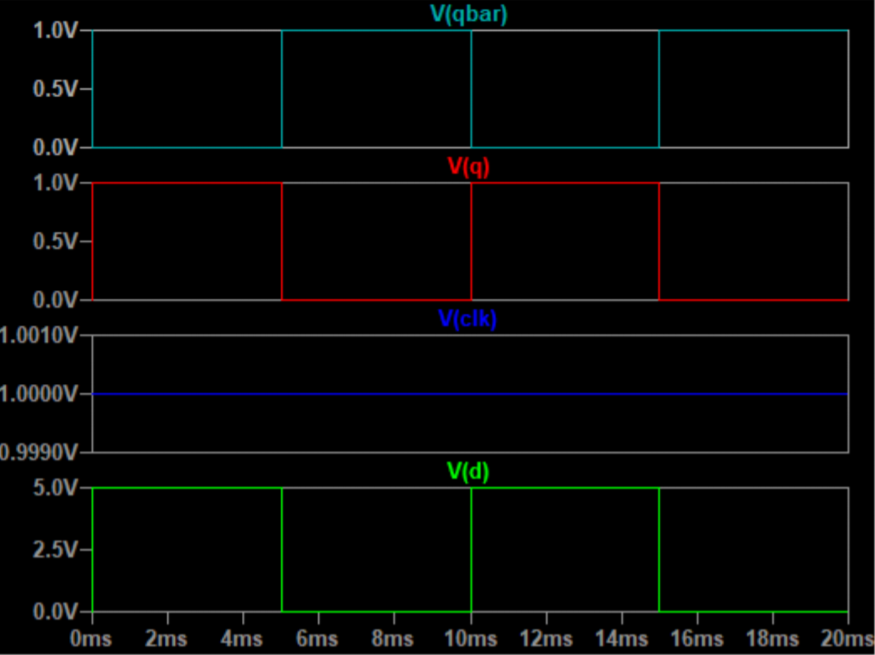 V(qbar)
1.0V
0.5V
0.0V
V(q)
1.0V
0.5V
0.0V
V(clk)
1.0010V
1.0000V
0.9990V
V(d)
5.0V
2.5V
0.0V
0ms 2ms 4ms 6ms 8ms 10ms 12ms 14ms 16ms 18ms 20ms